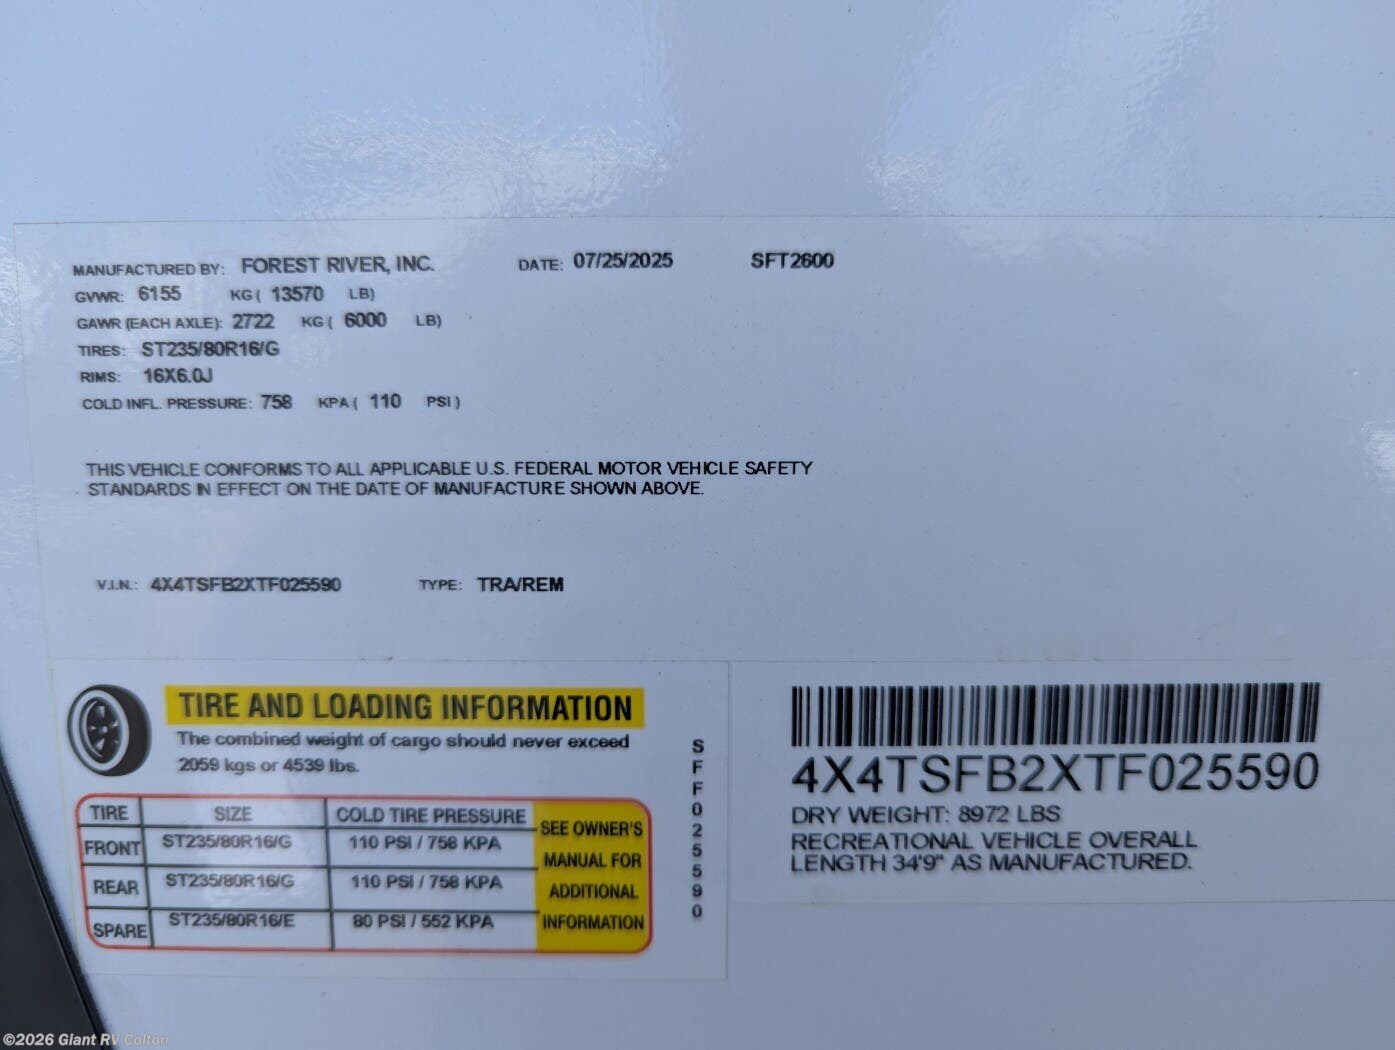 MANUFACTURED BY: FOREST RIVER, INC. DATE: 07/25/2025 SFT2600
GVWR: 6155 KG ( 13570 LB)
GAWR (EACH AXLE): 2722 KG ( 6000 LB)
TIRES: ST235/80R16/G
RIMS: 16X6.0J
COLD INFL. PRESSURE: 758 KPA ( 110 PSI )
THIS VEHICLE CONFORMS TO ALL APPLICABLE U.S. FEDERAL MOTOR VEHICLE SAFETY
STANDARDS IN EFFECT ON THE DATE OF MANUFACTURE SHOWN ABOVE.
V.I.N.: 4X4TSFB2XTF025590 TYPE: TRA/REM
TIRE AND LOADING INFORMATION
The combined weight of cargo should never exceed
2059 kgs or 4539 lbs.
TIRE SIZE COLD TIRE PRESSURE
FRONT ST235/80R16/G 110 PSI / 758 KPA
REAR ST235/80R16/G 110 PSI / 758 KPA
SPARE ST235/80R16/E 80 PSI / 552 KPA
SEE OWNER'S
MANUAL FOR
ADDITIONAL
INFORMATION
SFF025590
4X4TSFB2XTF025590
DRY WEIGHT: 8972 LBS
RECREATIONAL VEHICLE OVERALL
LENGTH 34'9" AS MANUFACTURED.
©2026 Giant RV Colton